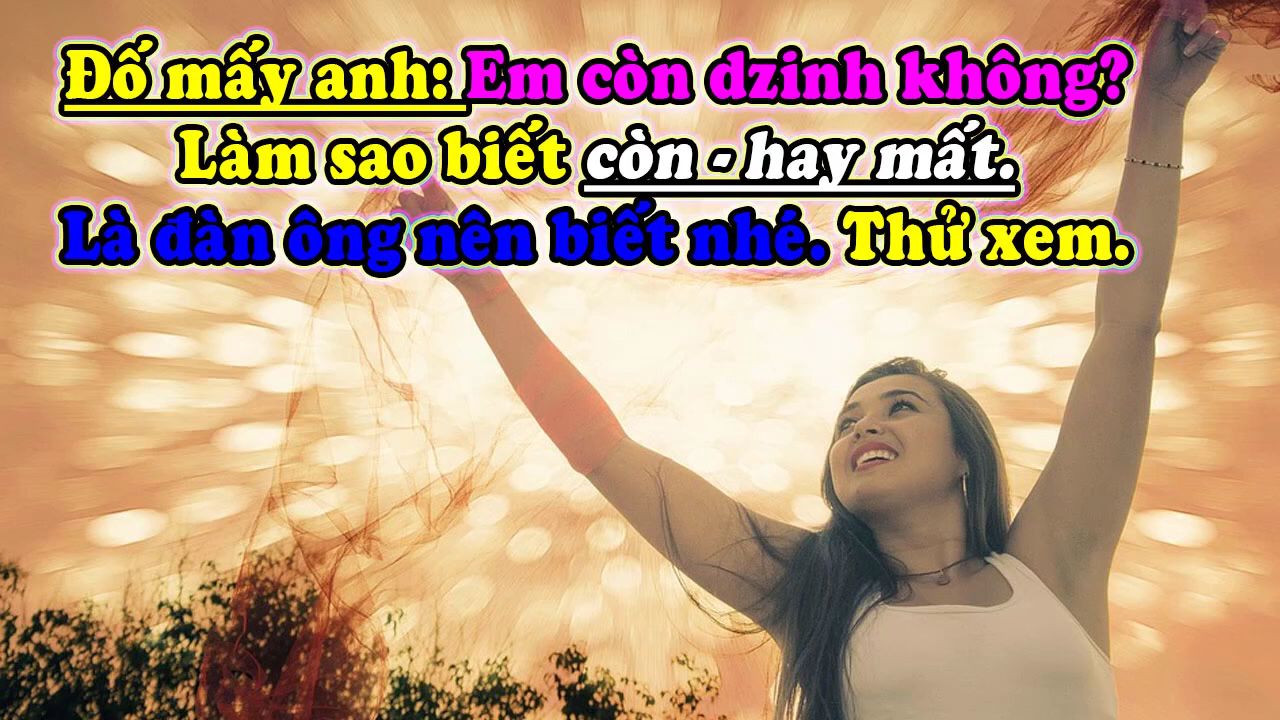 Đố mấy anh: Em còn dzinh không?
Làm sao biết còn - hay mất.
Là đàn ông nên biết nhé. Thử xem.